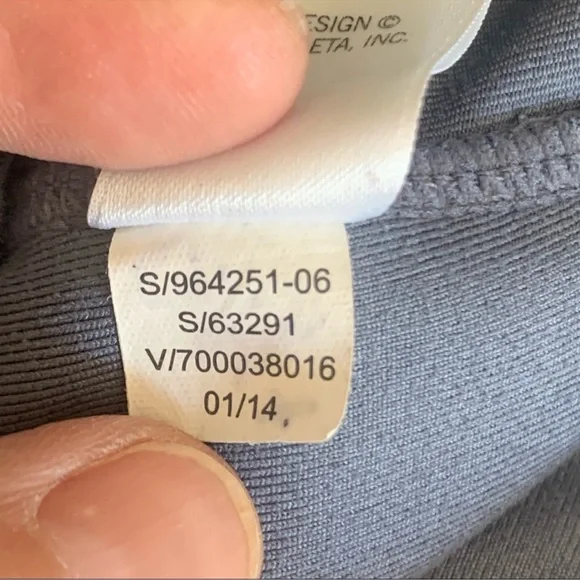 ESIGN ©
ETA, INC.
S/964251-06
S/63291
V/700038016
01/14